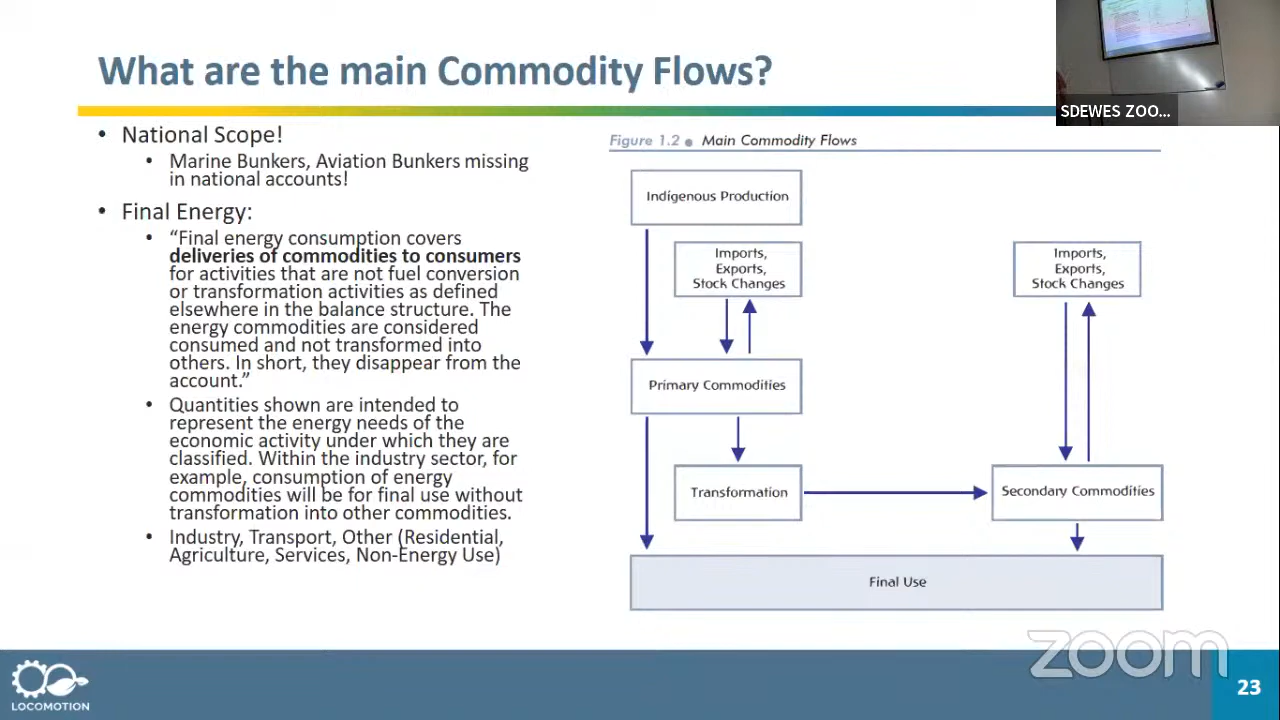 What are the main Commodity Flows?
SDEWES ZOO...
• National Scope!
• Marine Bunkers, Aviation Bunkers missing
in national accounts!
• Final Energy:
• “Final energy consumption covers
deliveries of commodities to consumers
for activities that are not fuel conversion
or transformation activities as defined
elsewhere in the balance structure. The
energy commodities are considered
consumed and not transformed into
others. In short, they disappear from the
account.”
• Quantities shown are intended to
represent the energy needs of the
economic activity under which they are
classified. Within the industry sector, for
example, consumption of energy
commodities will be for final use without
transformation into other commodities.
• Industry, Transport, Other (Residential,
Agriculture, Services, Non-Energy Use)
Figure 1.2 • Main Commodity Flows
Indigenous Production
Imports,
Exports,
Stock Changes
Imports,
Exports,
Stock Changes
Primary Commodities
Transformation
Secondary Commodities
Final Use
zoom
LOCOMOTION
23